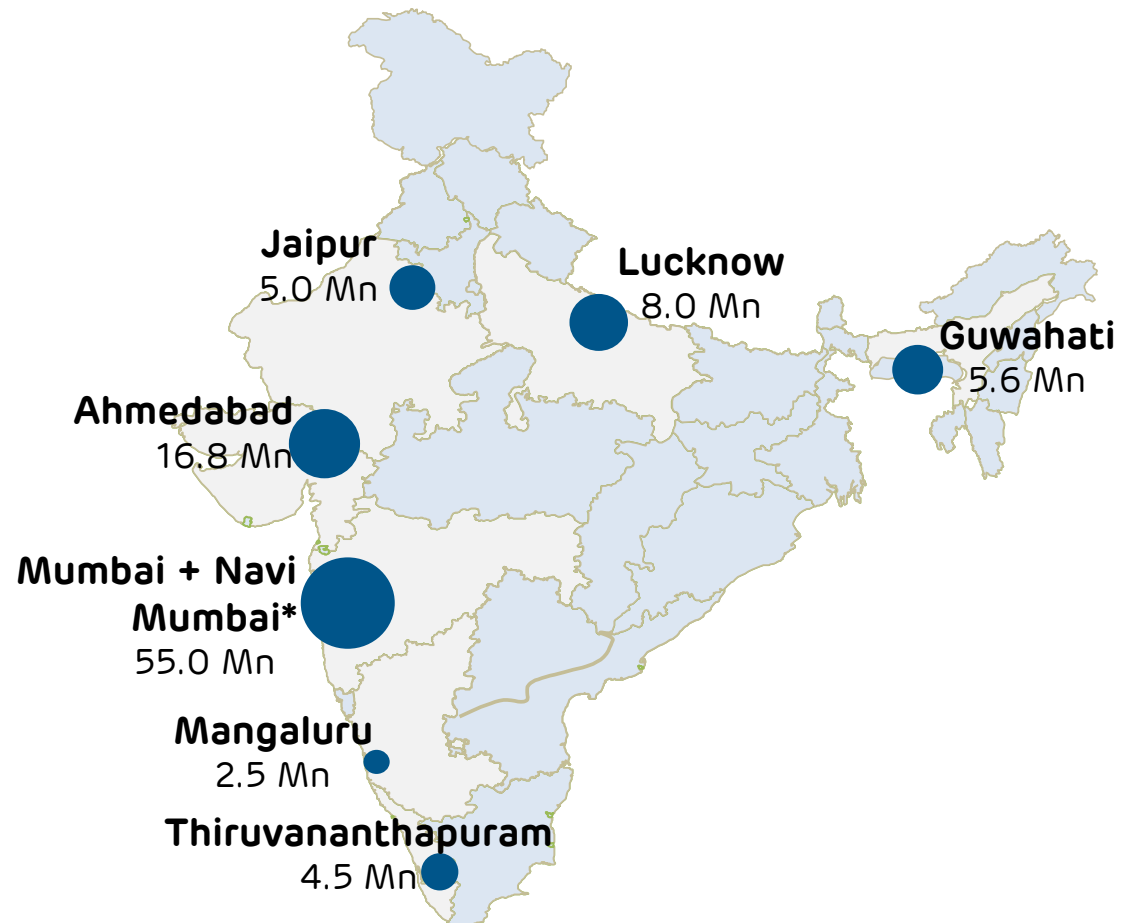 Jaipur
5.0 Mn
Lucknow
8.0 Mn
Guwahati
5.6 Mn
Ahmedabad
16.8 Mn
Mumbai + Navi
Mumbai*
55.0 Mn
Mangaluru
2.5 Mn
Thiruvananthapuram
4.5 Mn